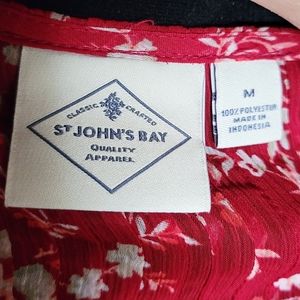 CLASSIC CRAFTED
ST JOHN'S BAY
QUALITY
APPAREL
M
100% POLYESTER
MADE IN
INDONESIA